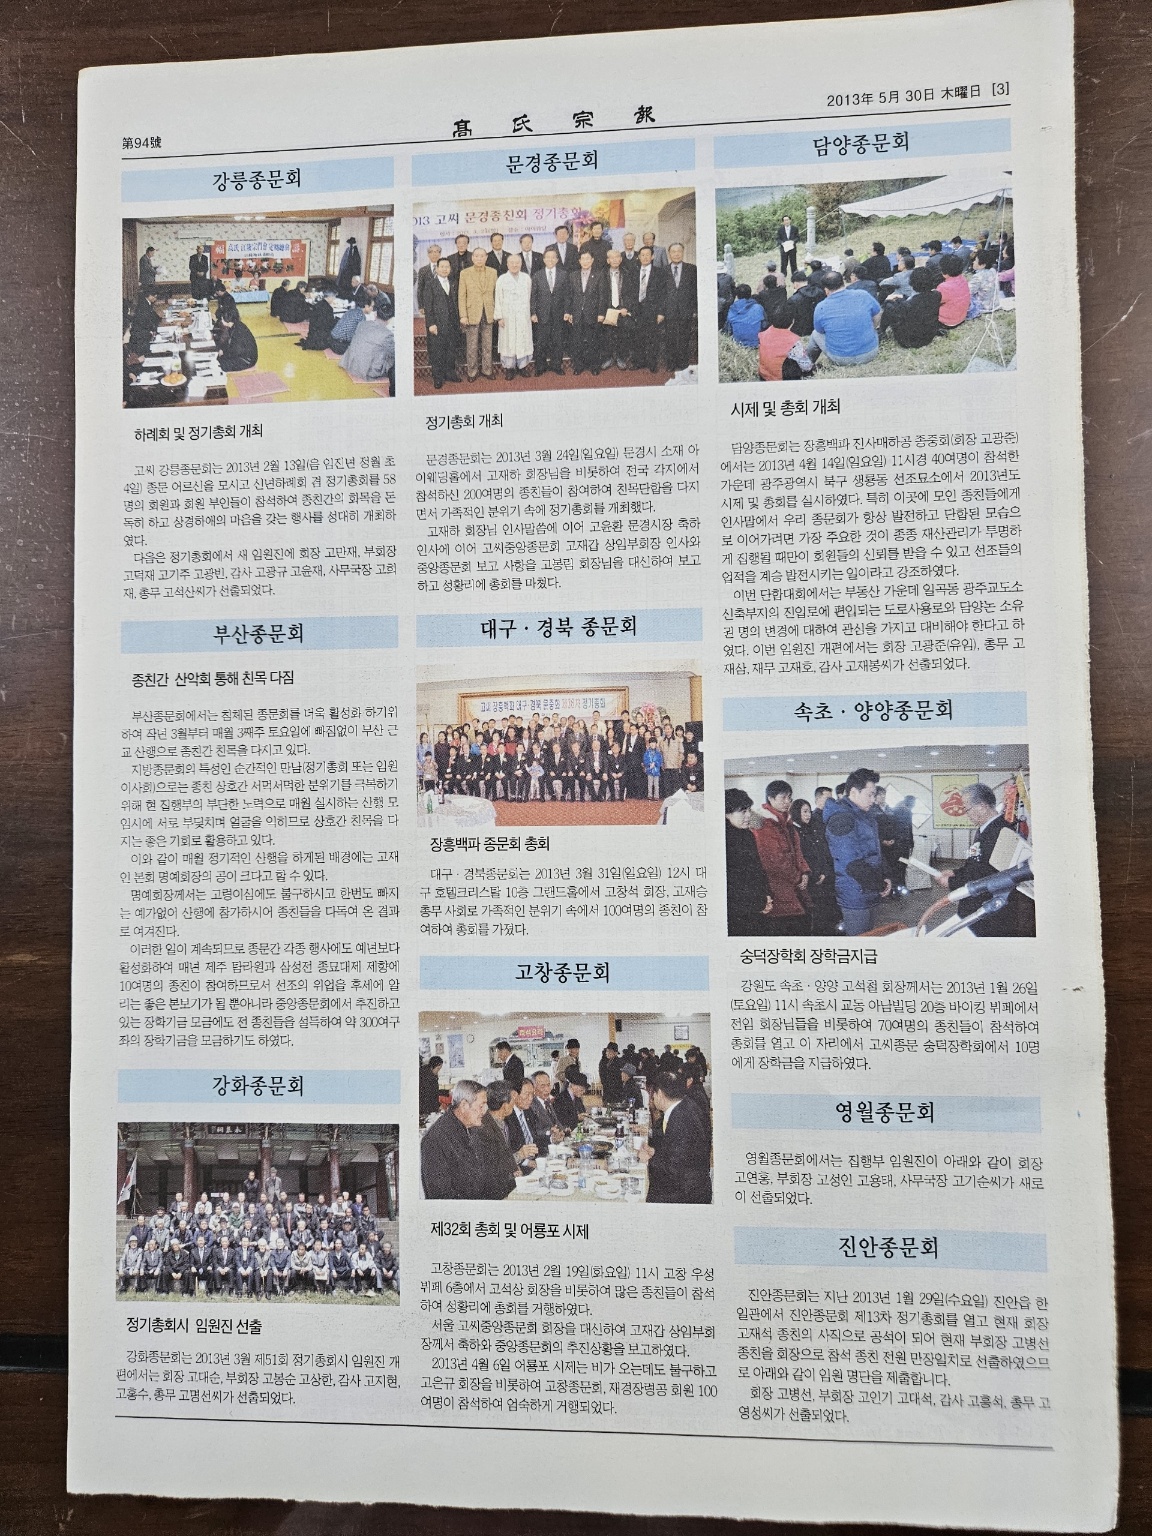 第94號
高氏宗報
2013年 5月 30日 木曜日 [3]
강릉종문회
하례회 및 정기총회 개최
고씨 강릉종문회는 2013년 2월 13일(음 임진년 정월 초
4일) 종문 어르신을 모시고 신년하례회 겸 정기총회를 58
명의 회원과 회원 부인들이 참석하여 종친간의 화목을 돈
독히 하고 상경하애의 마음을 갖는 행사를 성대히 개최하
였다.
다음은 정기총회에서 새 임원진에 회장 고만재, 부회장
고덕재 고기주 고광빈, 감사 고광규 고윤재, 사무국장 고희
재, 총무 고석산씨가 선출되었다.
부산종문회
종친간 산악회 통해 친목 다짐
부산종문회에서는 침체된 종문회를 더욱 활성화 하기위
하여 작년 3월부터 매월 3째주 토요일에 빠짐없이 부산 근
교 산행으로 종친간 친목을 다지고 있다.
지방종문회의 특성인 순간적인 만남(정기총회 또는 임원
이사회)으로는 종친 상호간 서먹서먹한 분위기를 극복하기
위해 현 집행부의 부단한 노력으로 매월 실시하는 산행 모
임시에 서로 부딪치며 얼굴을 익히므로 상호간 친목을 다
지는 좋은 기회로 활용하고 있다.
이와 같이 매월 정기적인 산행을 하게된 배경에는 고재
인 본회 명예회장의 공이 크다고 할 수 있다.
명예회장께서는 고령이심에도 불구하시고 한번도 빠지
는 예가없이 산행에 참가하시어 종친들을 다독여 온 결과
로 여겨진다.
이러한 일이 계속되므로 종문간 각종 행사에도 예년보다
활성화하여 매년 제주 탐라원과 삼성전 종묘대제 제향에
10여명의 종친이 참여하므로서 선조의 위업을 후세에 알
리는 좋은 본보기가 될 뿐아니라 중앙종문회에서 추진하고
있는 장학기금 모금에도 전 종친들을 설득하여 약 300여구
좌의 장학기금을 모금하기도 하였다.
강화종문회
정기총회시 임원진 선출
강화종문회는 2013년 3월 제51회 정기총회시 임원진 개
편에서는 회장 고대순, 부회장 고봉순 고상한, 감사 고지현,
고홍수, 총무 고명선씨가 선출되었다.
문경종문회
013 고씨 문경종친회 정기총회
정기총회 개최
문경종문회는 2013년 3월 24일(일요일) 문경시 소재 아
이웨딩홀에서 고재하 회장님을 비롯하여 전국 각지에서
참석하신 200여명의 종친들이 참여하여 친목단합을 다지
면서 가족적인 분위기 속에 정기총회를 개최했다.
고재하 회장님 인사말씀에 이어 고윤환 문경시장 축하
인사에 이어 고씨중앙종문회 고재갑 상임부회장 인사와
중앙종문회 보고 사항을 고봉림 회장님을 대신하여 보고
하고 성황리에 총회를 마쳤다.
대구 · 경북 종문회
고씨 장흥백파 대구·경북 문중회 제26차 정기총회
장흥백파 종문회 총회
대구 · 경북종문회는 2013년 3월 31일(일요일) 12시 대
구 호텔크리스탈 10층 그랜드홀에서 고창석 회장, 고재승
총무 사회로 가족적인 분위기 속에서 100여명의 종친이 참
여하여 총회를 가졌다.
고창종문회
제32회 총회 및 어룡포 시제
고창종문회는 2013년 2월 19일(화요일) 11시 고창 우성
뷔페 6층에서 고석상 회장을 비롯하여 많은 종친들이 참석
하여 성황리에 총회를 거행하였다.
서울 고씨중앙종문회 회장을 대신하여 고재갑 상임부회
장께서 축하와 중앙종문회의 추진상황을 보고하였다.
2013년 4월 6일 어룡포 시제는 비가 오는데도 불구하고
고은규 회장을 비롯하여 고창종문회, 재경장령공 회원 100
여명이 참석하여 엄숙하게 거행되었다.
담양종문회
시제 및 총회 개최
담양종문회는 장흥백파 진사매하공 종중회(회장 고광준)
에서는 2013년 4월 14일(일요일) 11시경 40여명이 참석한
가운데 광주광역시 북구 생룡동 선조묘소에서 2013년도
시제 및 총회를 실시하였다. 특히 이곳에 모인 종친들에게
인사말에서 우리 종문회가 항상 발전하고 단합된 모습으
로 이어가려면 가장 주요한 것이 종중 재산관리가 투명하
게 집행될 때만이 회원들의 신뢰를 받을 수 있고 선조들의
업적을 계승 발전시키는 일이라고 강조하였다.
이번 단합대회에서는 부동산 가운데 일곡동 광주교도소
신축부지의 진입로에 편입되는 도로사용로와 담양논 소유
권 명의 변경에 대하여 관심을 가지고 대비해야 한다고 하
였다. 이번 임원진 개편에서는 회장 고광준(유임), 총무 고
재삼, 재무 고재호, 감사 고재봉씨가 선출되었다.
속초 · 양양종문회
숭덕장학회 장학금지급
강원도 속초 · 양양 고석철 회장께서는 2013년 1월 26일
(토요일) 11시 속초시 교동 아남빌딩 20층 바이킹 뷔페에서
전임 회장님들을 비롯하여 70여명의 종친들이 참석하여
총회를 열고 이 자리에서 고씨종문 숭덕장학회에서 10명
에게 장학금을 지급하였다.
영월종문회
영월종문회에서는 집행부 임원진이 아래와 같이 회장
고연홍, 부회장 고성인 고용태, 사무국장 고기순씨가 새로
이 선출되었다.
진안종문회
진안종문회는 지난 2013년 1월 29일(수요일) 진안읍 한
일관에서 진안종문회 제13차 정기총회를 열고 현재 회장
고재석 종친의 사직으로 공석이 되어 현재 부회장 고병선
종친을 회장으로 참석 종친 전원 만장일치로 선출하였으므
로 아래와 같이 임원 명단을 제출합니다.
회장 고병선, 부회장 고인기 고대석, 감사 고홍석, 총무 고
영성씨가 선출되었다.